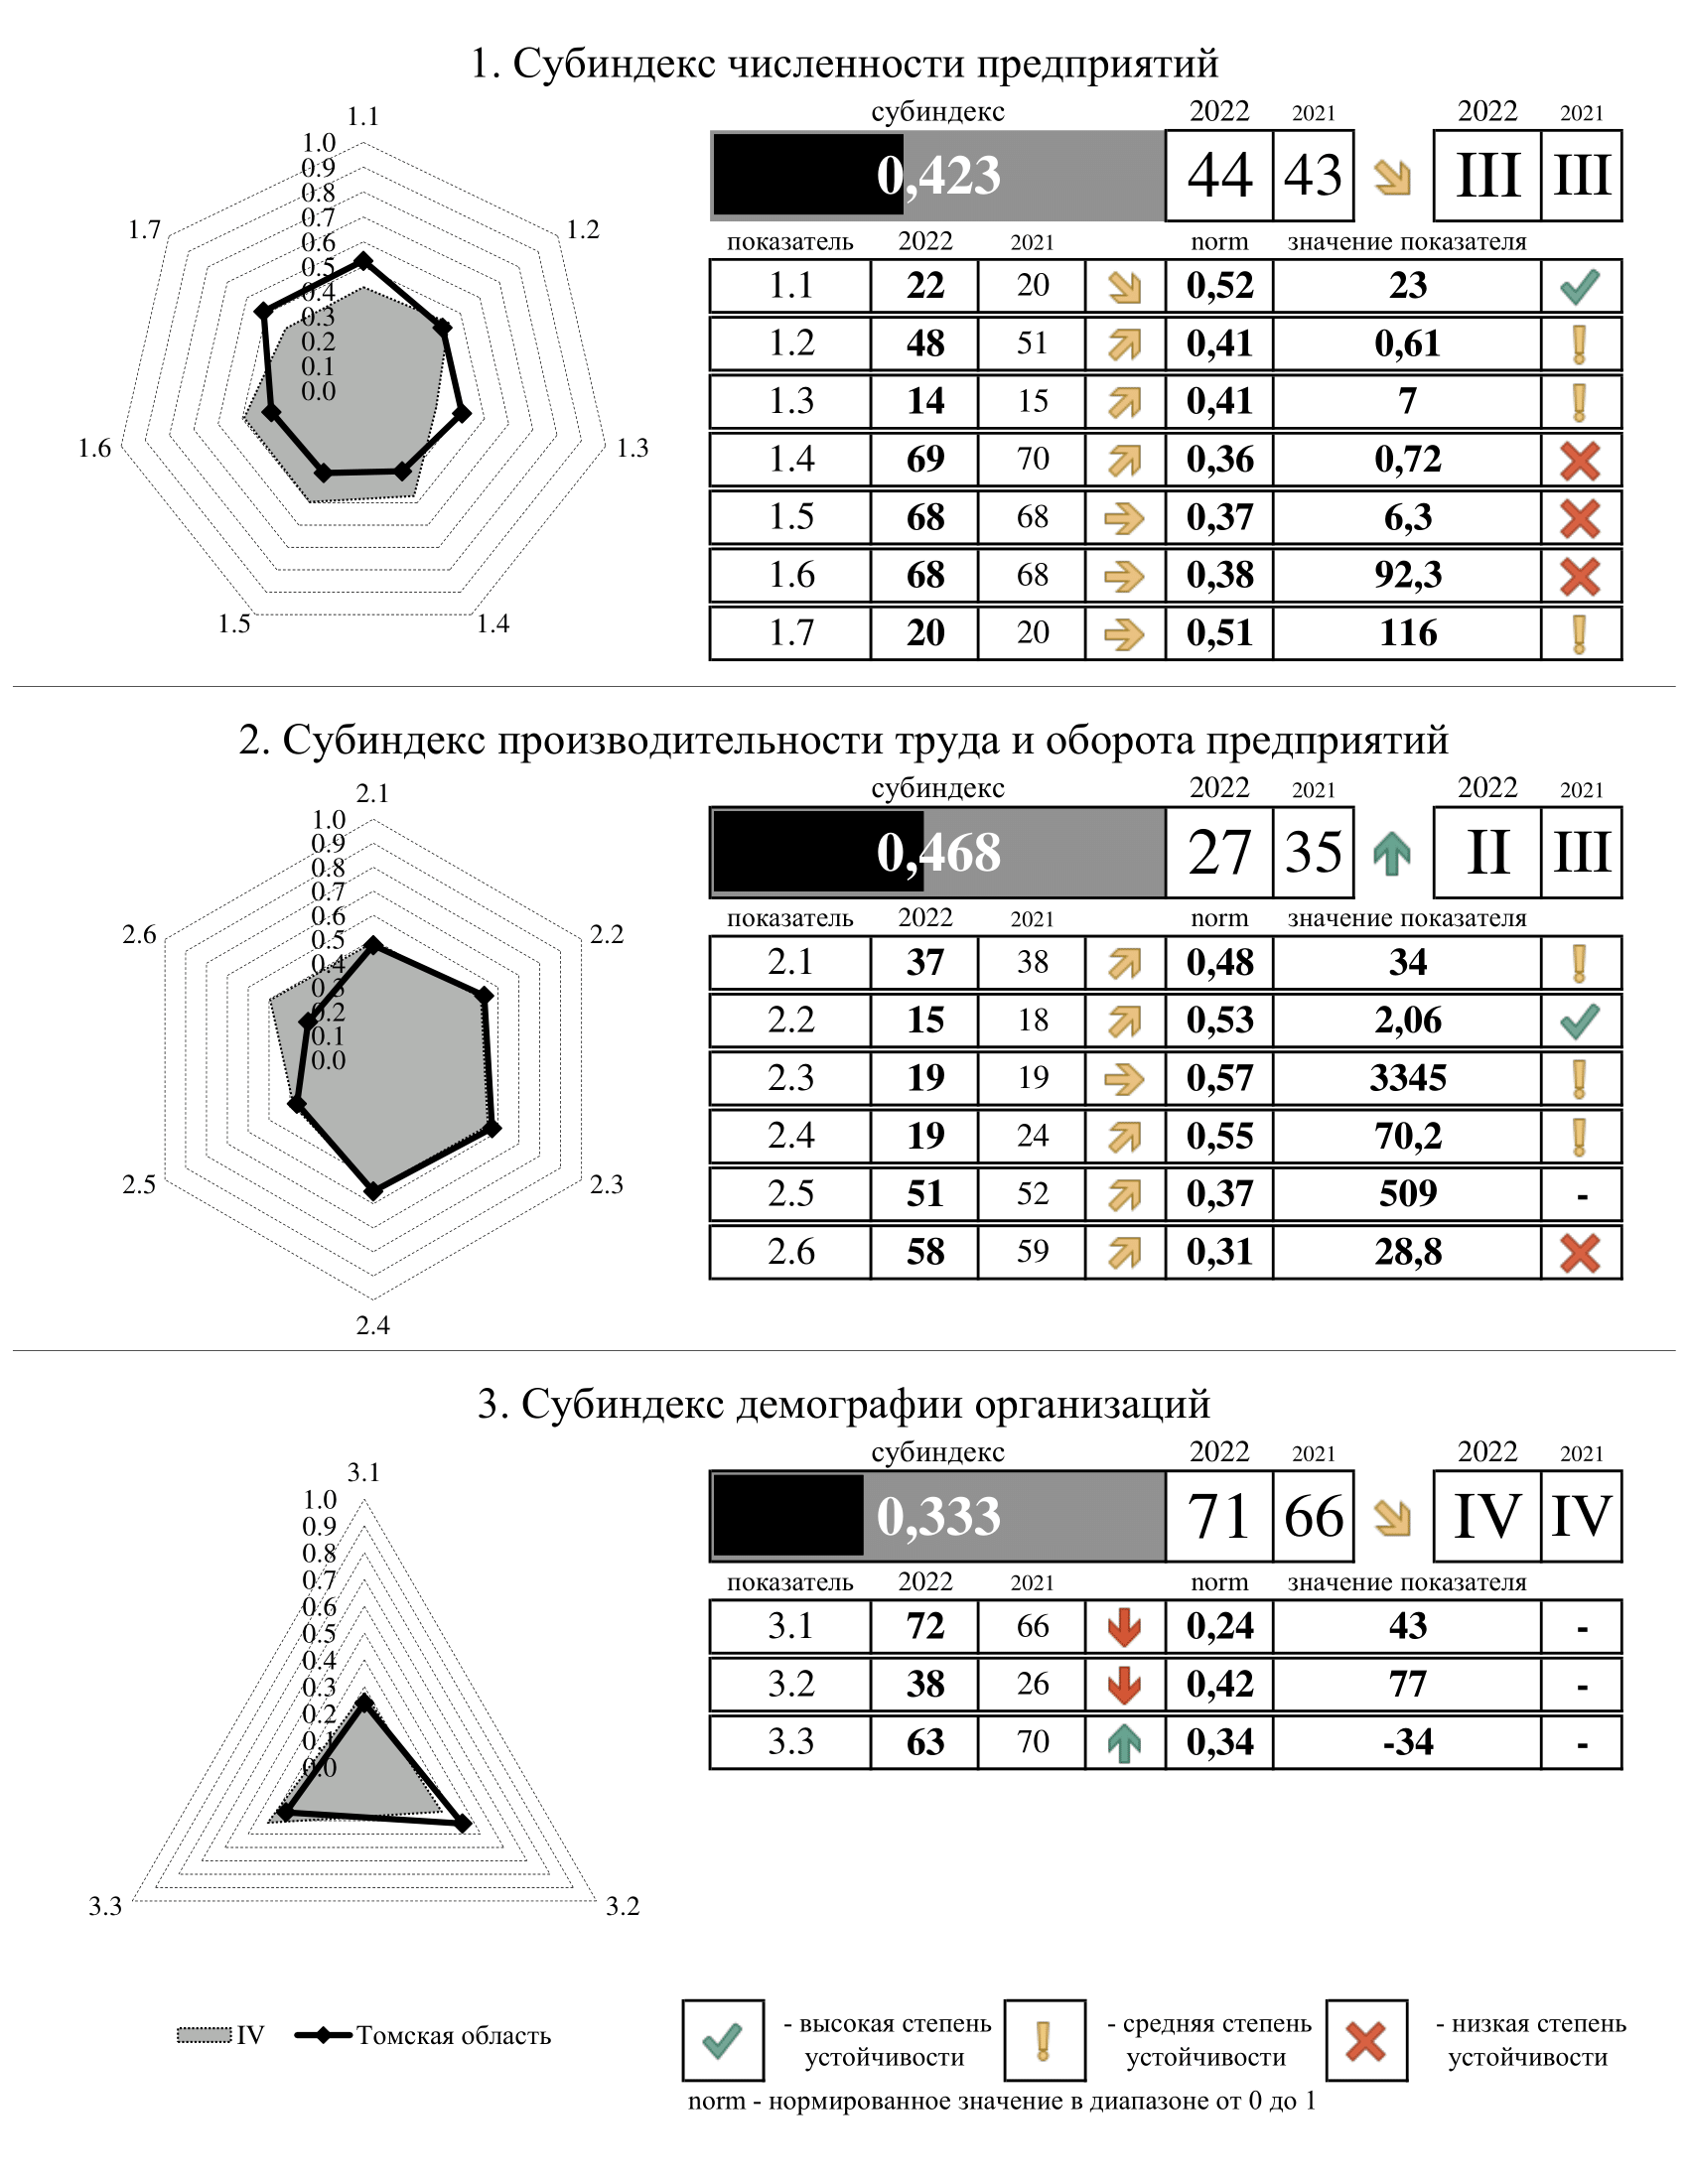 1. Субиндекс численности предприятий
1.1
1.0
0.9
0.8
0.7
0.6
0.5
0.4
0.3
0.2
0.1
0.0
1.2
1.3
1.4
1.5
1.6
1.7
субиндекс 2022 2021 2022 2021
0,423 44 43 III III
показатель 2022 2021 norm значение показателя
1.1 22 20 0,52 23
1.2 48 51 0,41 0,61
1.3 14 15 0,41 7
1.4 69 70 0,36 0,72
1.5 68 68 0,37 6,3
1.6 68 68 0,38 92,3
1.7 20 20 0,51 116
2. Субиндекс производительности труда и оборота предприятий
2.1
1.0
0.9
0.8
0.7
0.6
0.5
0.4
0.3
0.2
0.1
0.0
2.2
2.3
2.4
2.5
2.6
субиндекс 2022 2021 2022 2021
0,468 27 35 II III
показатель 2022 2021 norm значение показателя
2.1 37 38 0,48 34
2.2 15 18 0,53 2,06
2.3 19 19 0,57 3345
2.4 19 24 0,55 70,2
2.5 51 52 0,37 509 -
2.6 58 59 0,31 28,8
3. Субиндекс демографии организаций
3.1
1.0
0.9
0.8
0.7
0.6
0.5
0.4
0.3
0.2
0.1
0.0
3.2
3.3
субиндекс 2022 2021 2022 2021
0,333 71 66 IV IV
показатель 2022 2021 norm значение показателя
3.1 72 66 0,24 43 -
3.2 38 26 0,42 77 -
3.3 63 70 0,34 -34 -
IV Томская область
- высокая степень
устойчивости
- средняя степень
устойчивости
- низкая степень
устойчивости
norm - нормированное значение в диапазоне от 0 до 1